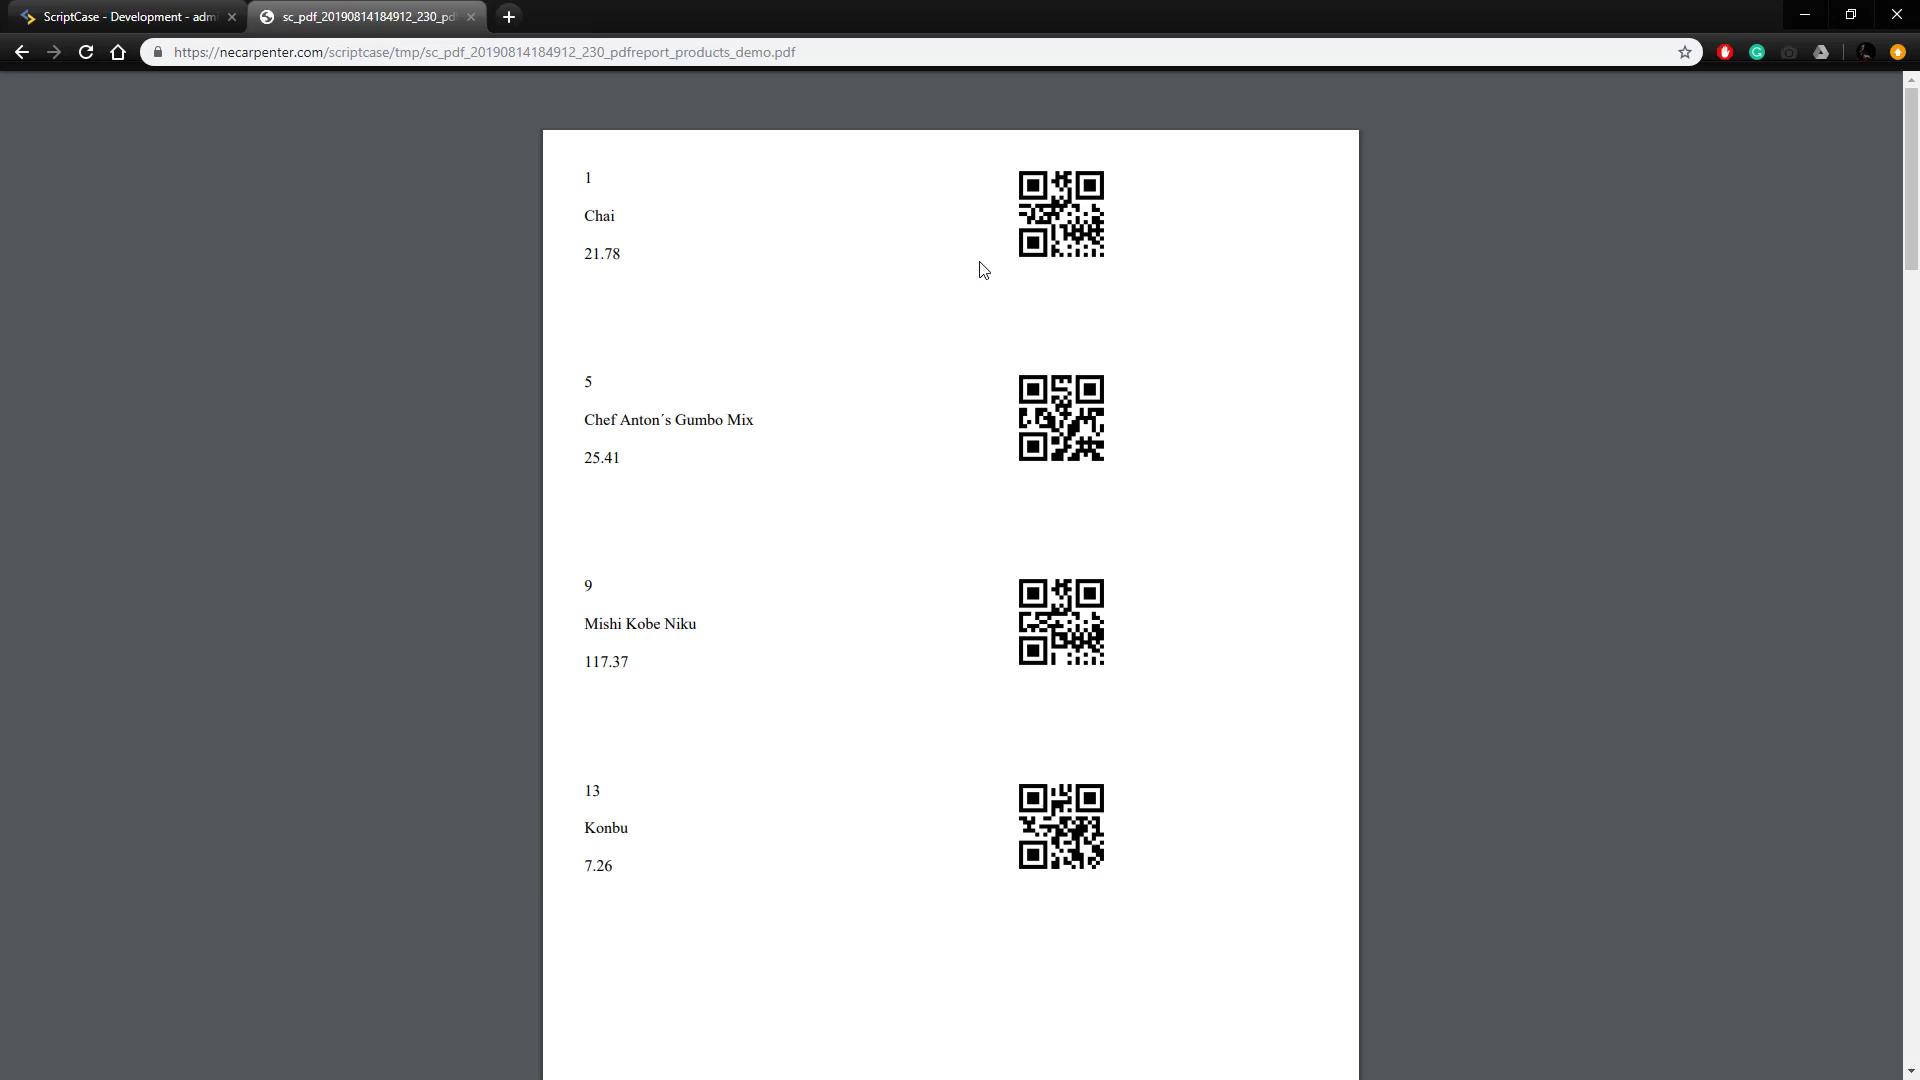 ScriptCase - Development - adm
sc_pdf_20190814184912_230_pd
https://necarpenter.com/scriptcase/tmp/sc_pdf_20190814184912_230_pdfreport_products_demo.pdf
1
Chai
21.78
5
Chef Anton´s Gumbo Mix
25.41
9
Mishi Kobe Niku
117.37
13
Konbu
7.26